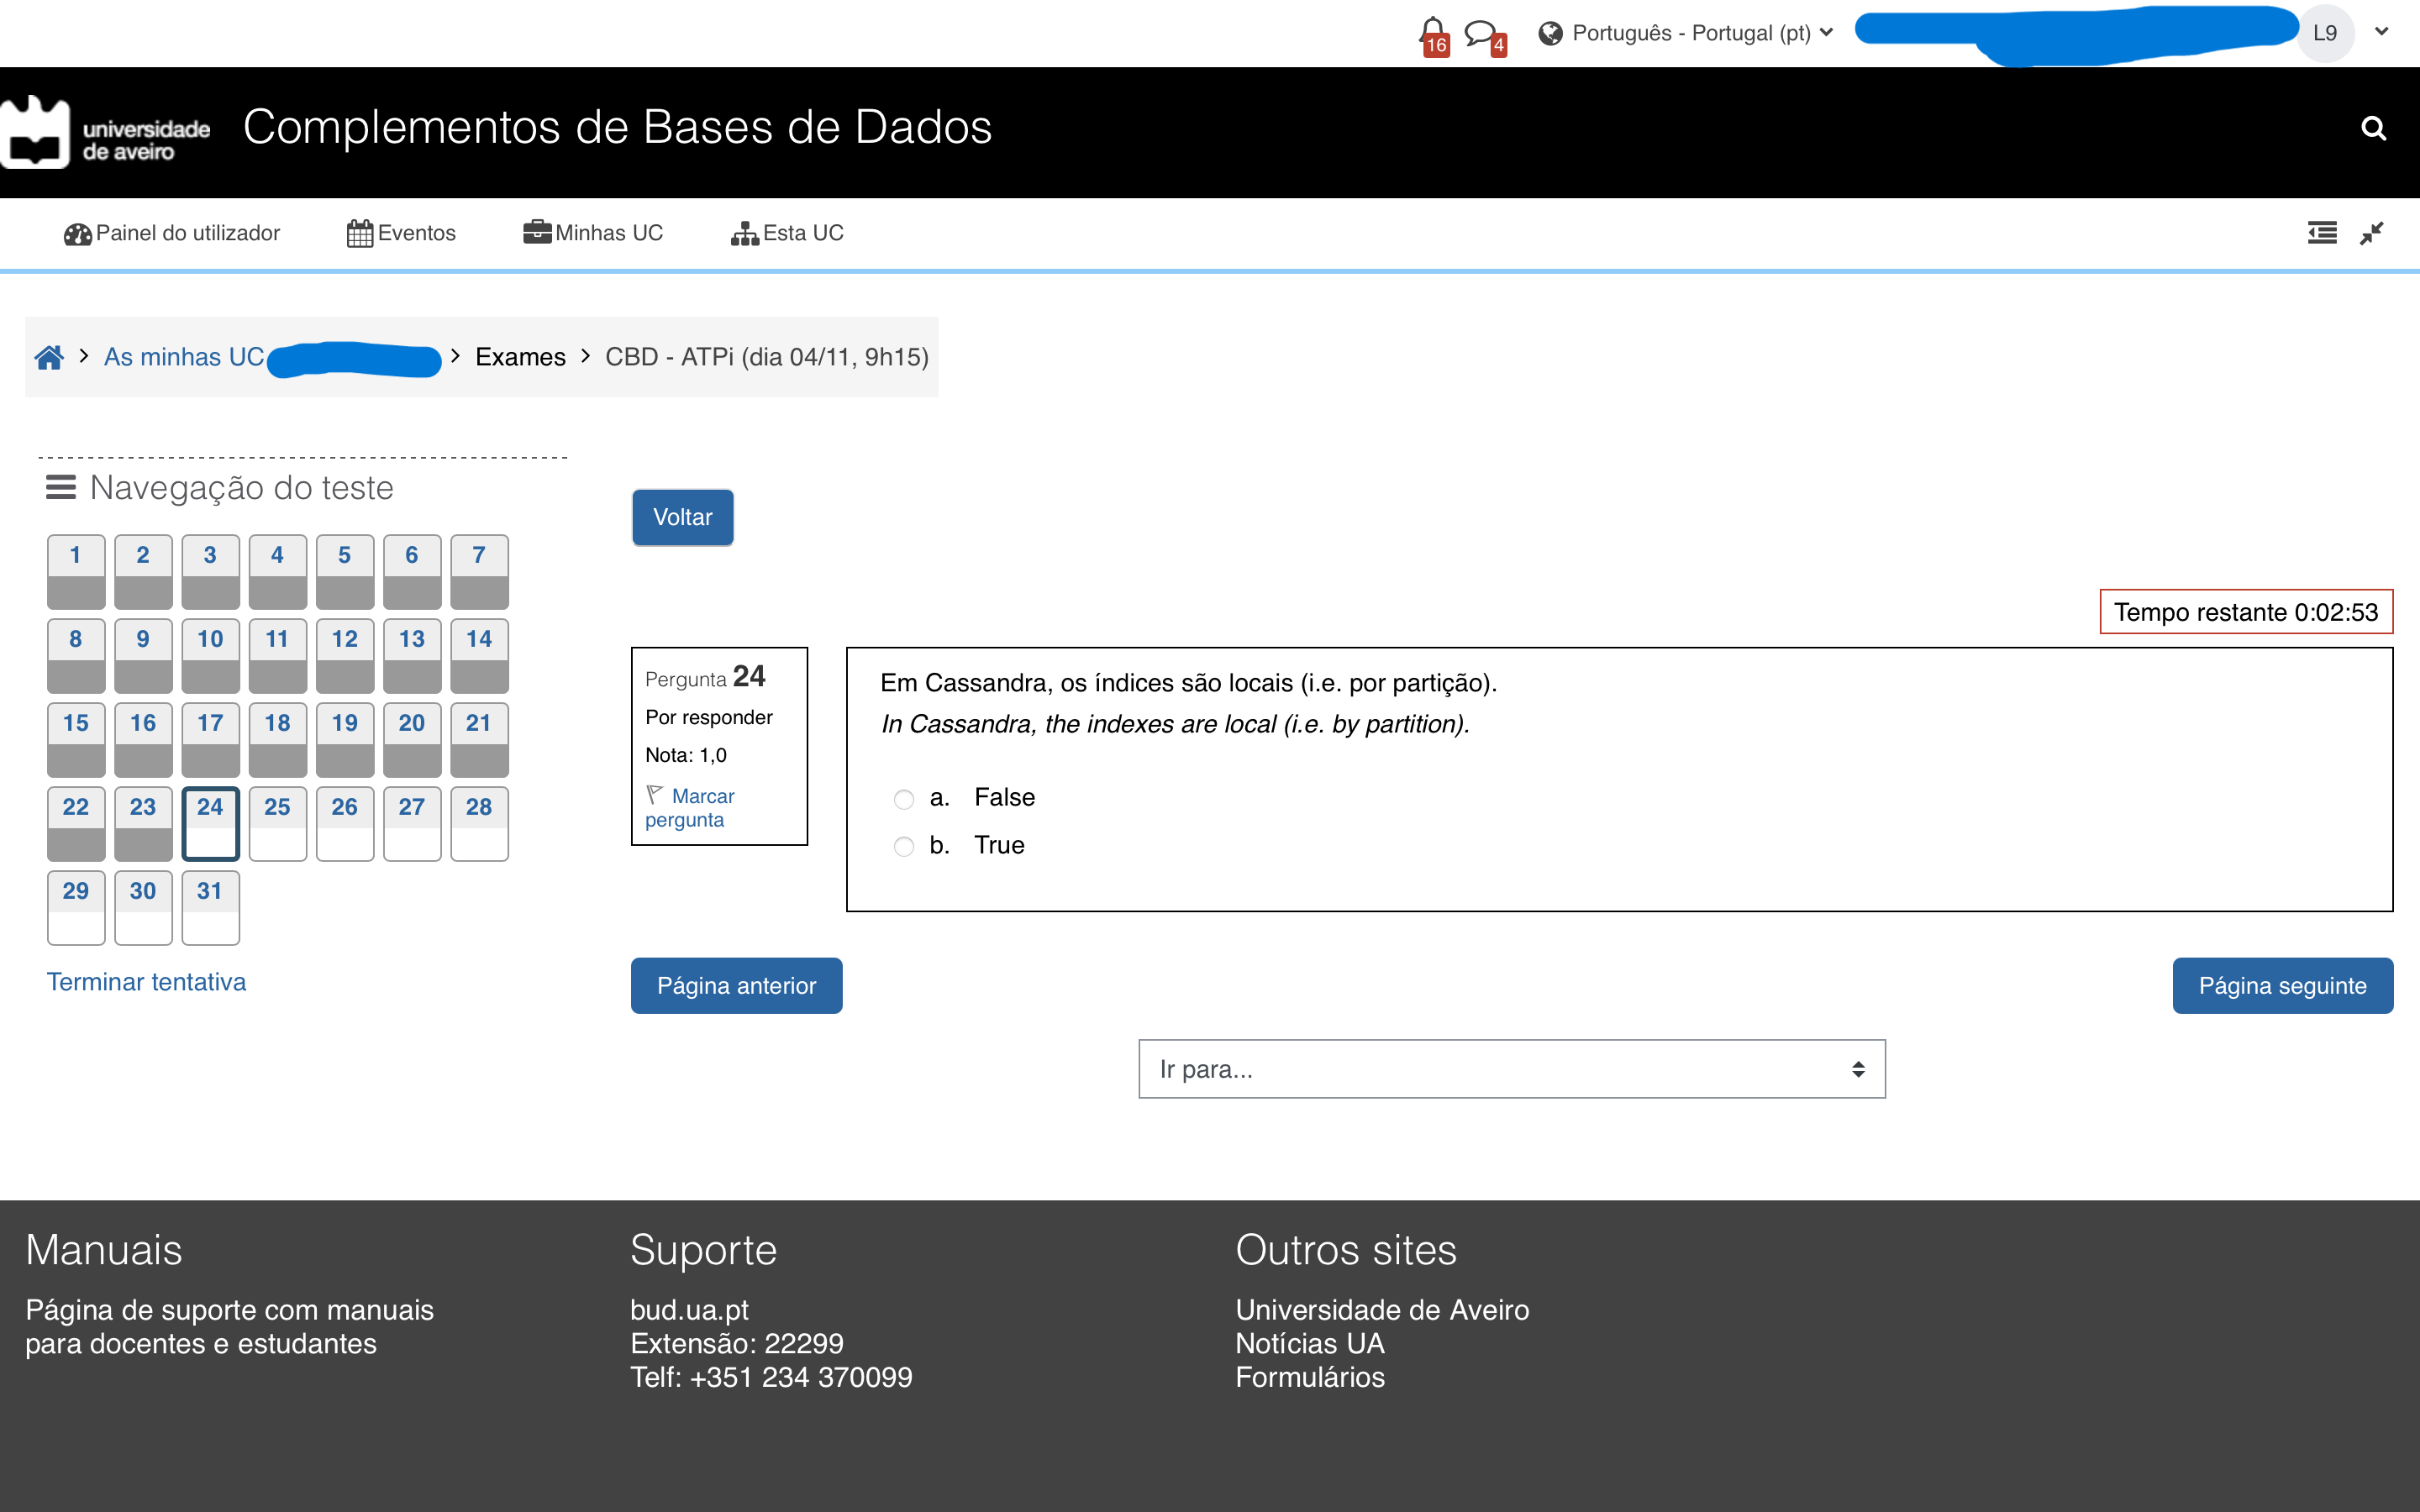 16
4
Português - Portugal (pt)
L9
universidade
de aveiro
Complementos de Bases de Dados
Painel do utilizador
Eventos
Minhas UC
Esta UC
As minhas UC > Exames > CBD - ATPi (dia 04/11, 9h15)
Navegação do teste
1 2 3 4 5 6 7
8 9 10 11 12 13 14
15 16 17 18 19 20 21
22 23 24 25 26 27 28
29 30 31
Terminar tentativa
Voltar
Tempo restante 0:02:53
Pergunta 24
Por responder
Nota: 1,0
Marcar
pergunta
Em Cassandra, os índices são locais (i.e. por partição).
In Cassandra, the indexes are local (i.e. by partition).
a. False
b. True
Página anterior
Página seguinte
Ir para...
Manuais
Página de suporte com manuais
para docentes e estudantes
Suporte
bud.ua.pt
Extensão: 22299
Telf: +351 234 370099
Outros sites
Universidade de Aveiro
Notícias UA
Formulários